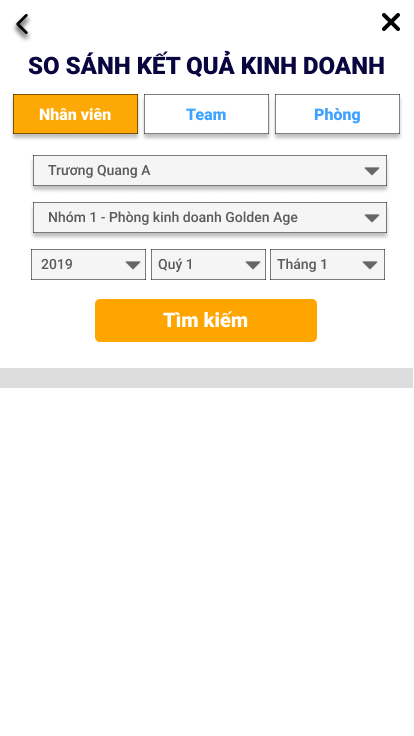 SO SÁNH KẾT QUẢ KINH DOANH
Nhân viên Team Phòng
Trương Quang A
Nhóm 1 - Phòng kinh doanh Golden Age
2019 Quý 1 Tháng 1
Tìm kiếm